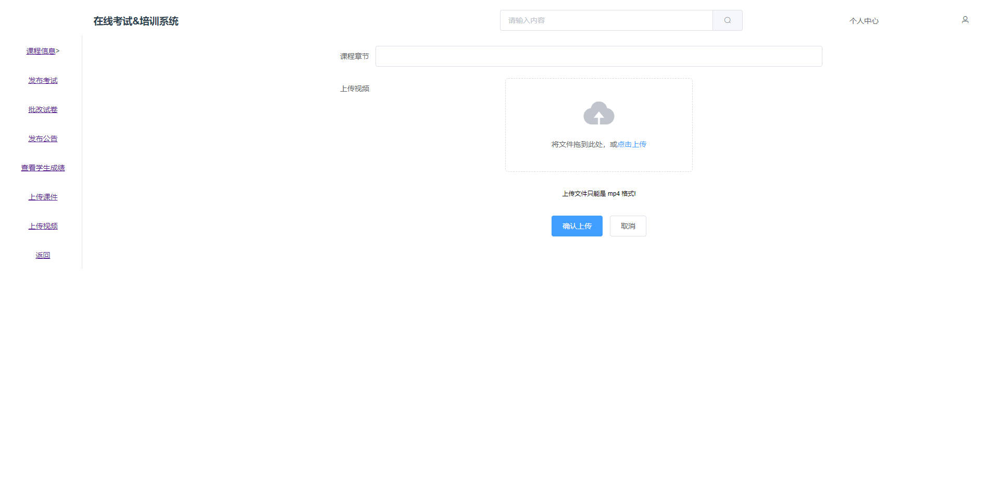 在线考试&培训系统
请输入内容
个人中心
课程信息>
发布考试
批改试卷
发布公告
查看学生成绩
上传课件
上传视频
返回
课程章节
上传视频
将文件拖到此处，或点击上传
上传文件只能是 mp4 格式!
确认上传
取消